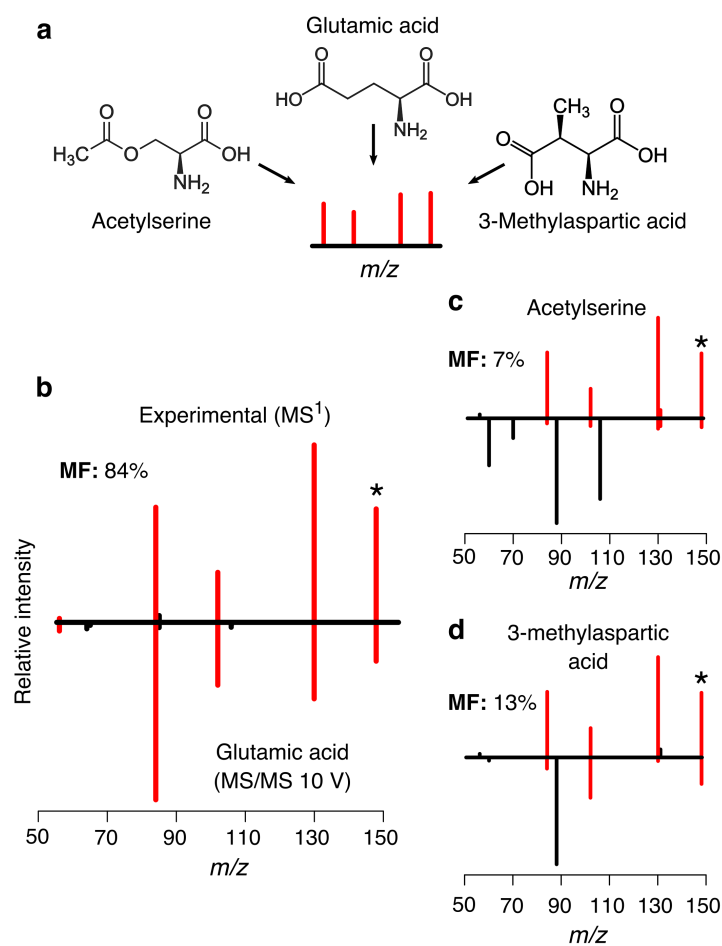 a
Glutamic acid
O O
HO OH
NH2
O O
H3C O OH
NH2
Acetylserine
CH3 O
O OH
OH NH2
3-Methylaspartic acid
m/z
b
Experimental (MS1)
MF: 84%
*
Relative intensity
Glutamic acid
(MS/MS 10 V)
50 70 90 110 130 150
m/z
c
Acetylserine
MF: 7%
*
50 70 90 110 130 150
m/z
d
3-methylaspartic
acid
MF: 13%
*
50 70 90 110 130 150
m/z